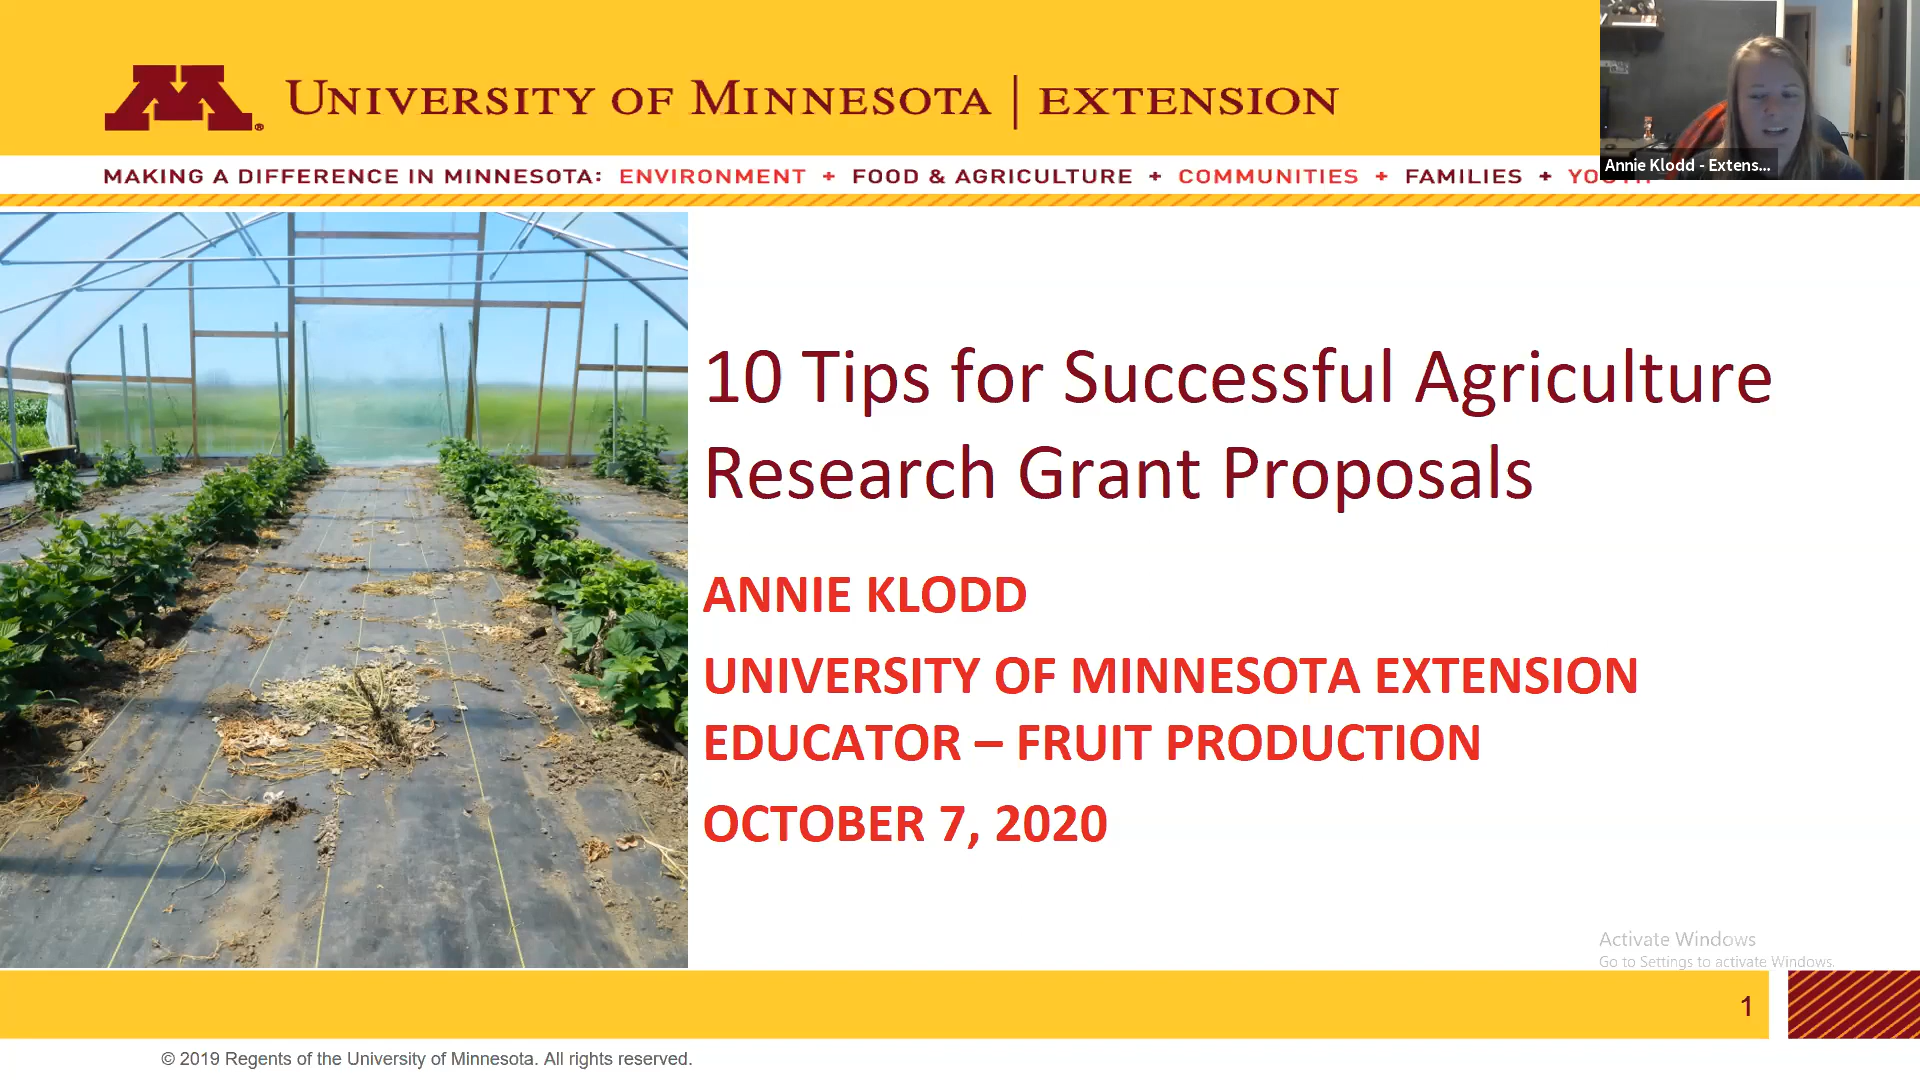 UNIVERSITY OF MINNESOTA | EXTENSION
Annie Klodd - Extens...
MAKING A DIFFERENCE IN MINNESOTA: ENVIRONMENT + FOOD & AGRICULTURE + COMMUNITIES + FAMILIES + YOUTH
10 Tips for Successful Agriculture
Research Grant Proposals
ANNIE KLODD
UNIVERSITY OF MINNESOTA EXTENSION
EDUCATOR – FRUIT PRODUCTION
OCTOBER 7, 2020
Activate Windows
Go to Settings to activate Windows.
1
© 2019 Regents of the University of Minnesota. All rights reserved.